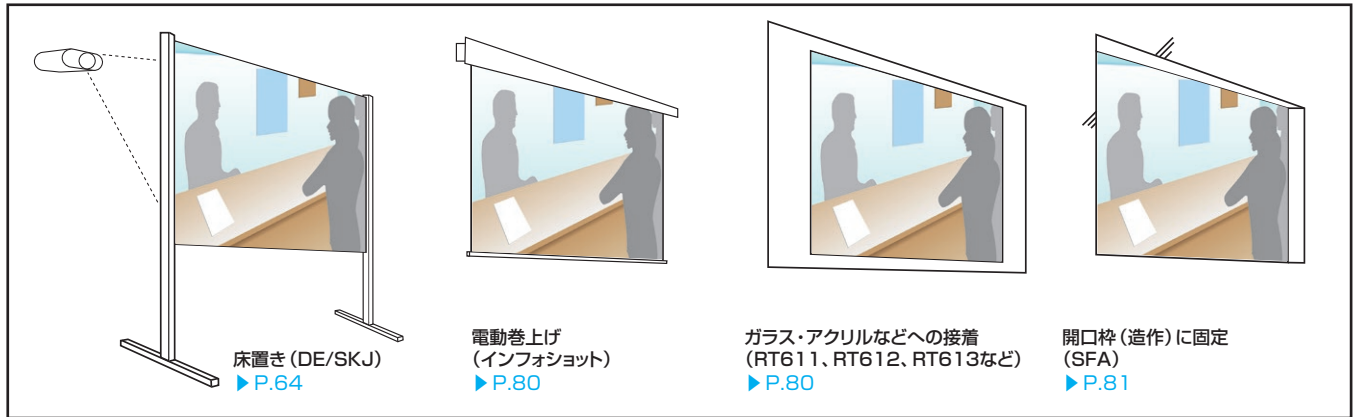 床置き（DE/SKJ）
▶P.64
電動巻上げ
（インフォショット）
▶P.80
ガラス・アクリルなどへの接着
（RT611、RT612、RT613など）
▶P.80
開口枠（造作）に固定
（SFA）
▶P.81